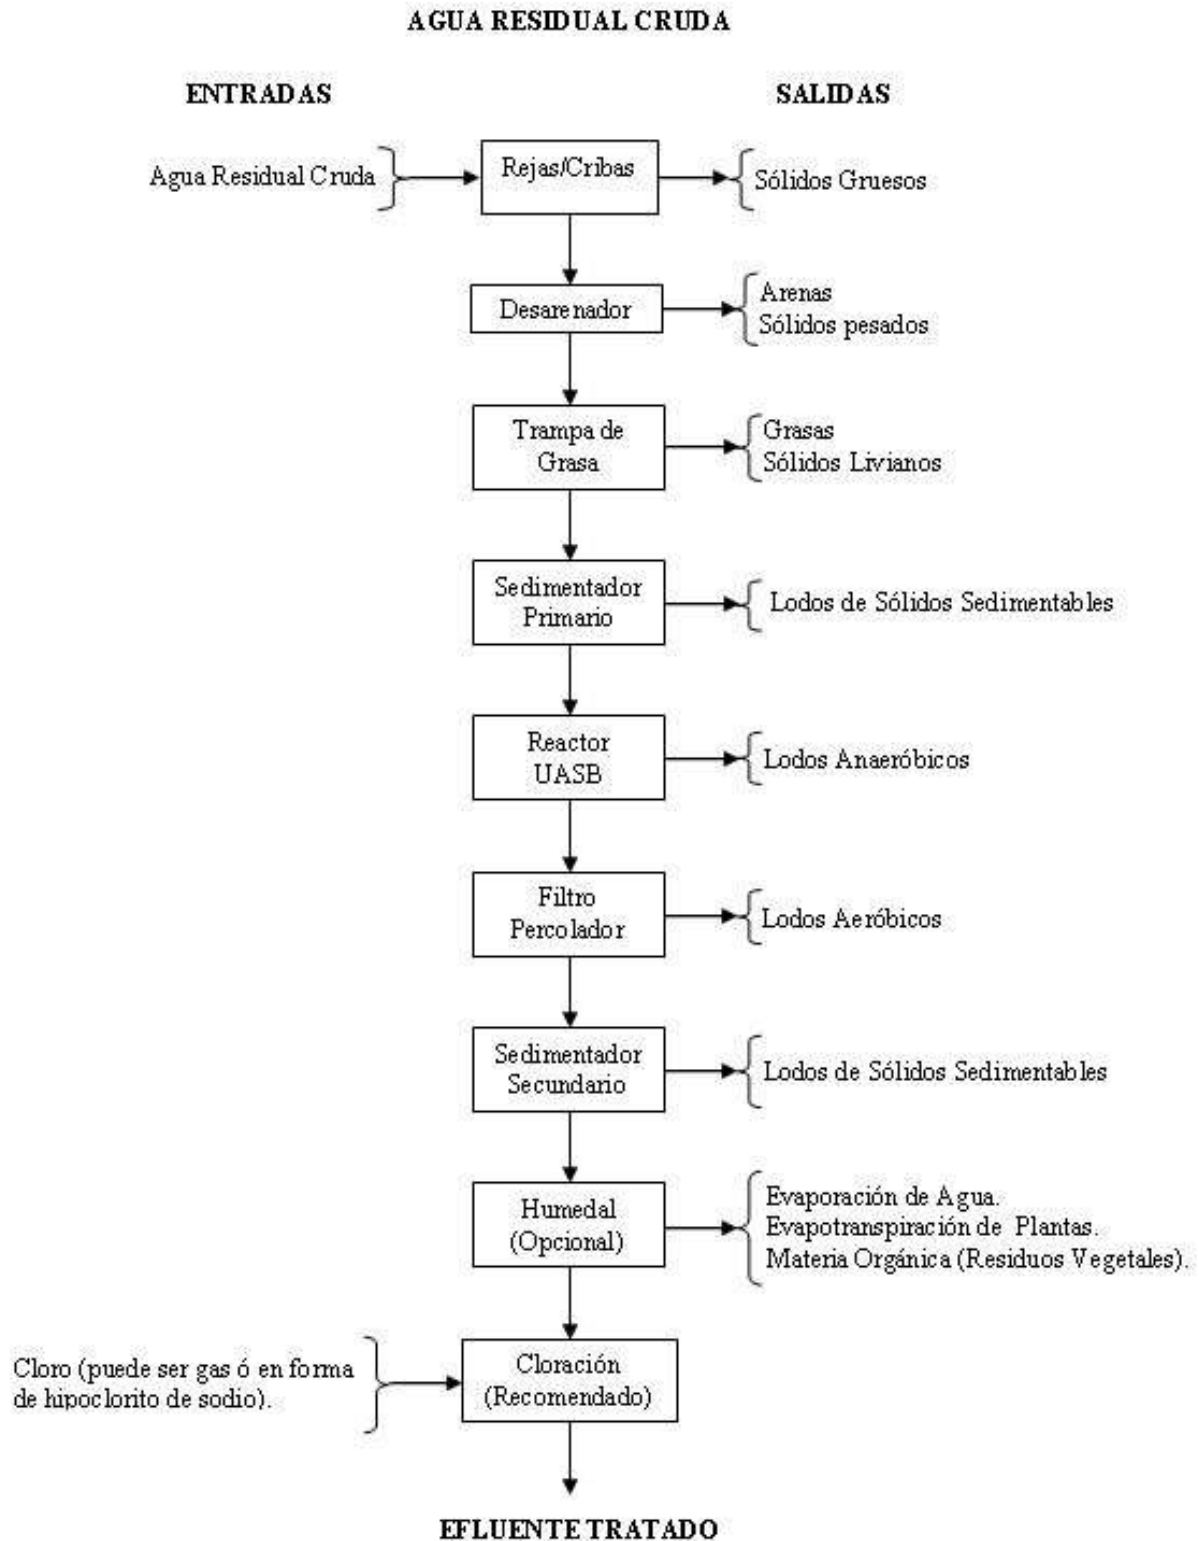 AGUA RESIDUAL CRUDA
ENTRADAS
SALIDAS
Agua Residual Cruda
Rejas/Cribas
Sólidos Gruesos
Desarenador
Arenas
Sólidos pesados
Trampa de
Grasa
Grasas
Sólidos Livianos
Sedimentador
Primario
Lodos de Sólidos Sedimentables
Reactor
UASB
Lodos Anaeróbicos
Filtro
Percolador
Lodos Aeróbicos
Sedimentador
Secundario
Lodos de Sólidos Sedimentables
Humedal
(Opcional)
Evaporación de Agua.
Evapotranspiración de Plantas.
Materia Orgánica (Residuos Vegetales).
Cloro (puede ser gas ó en forma
de hipoclorito de sodio).
Cloración
(Recomendado)
EFLUENTE TRATADO